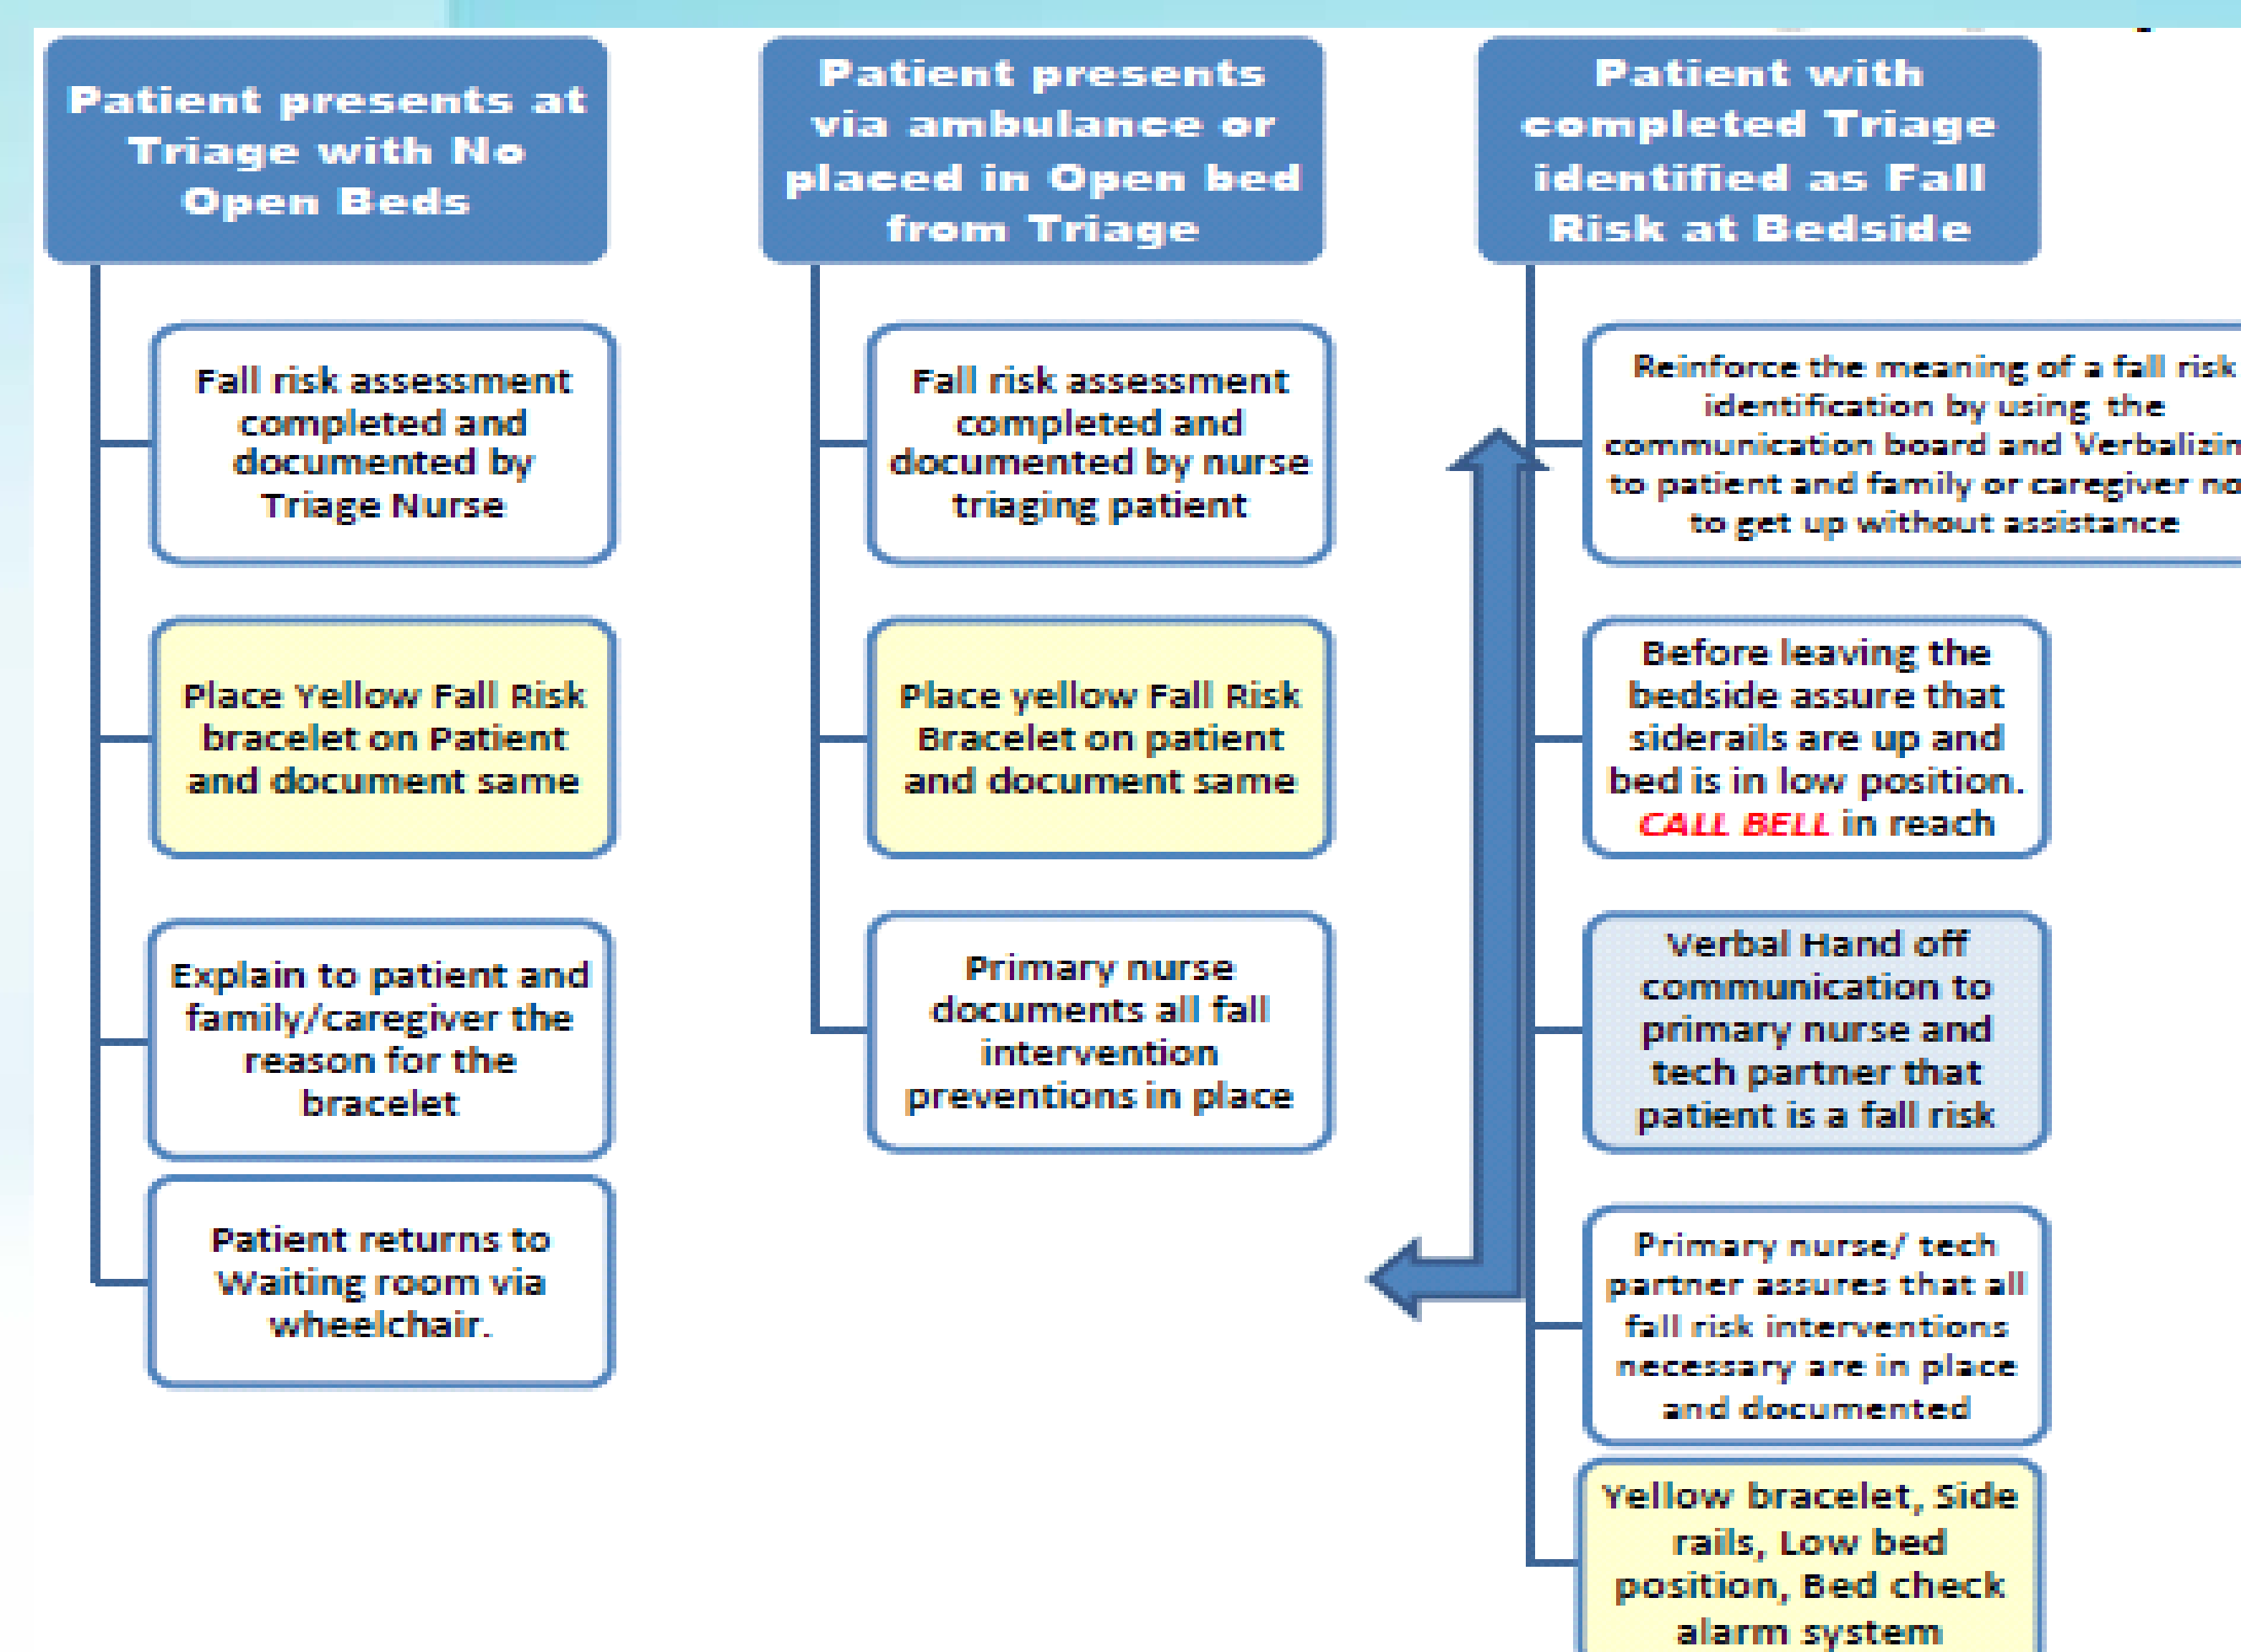 Patient presents at
Triage with No
Open Beds
Fall risk assessment
completed and
documented by
Triage Nurse
Place Yellow Fall Risk
bracelet on Patient
and document same
Explain to patient and
family/caregiver the
reason for the
bracelet
Patient returns to
Waiting room via
wheelchair.
Patient presents
via ambulance or
placed in Open bed
from Triage
Fall risk assessment
completed and
documented by nurse
triaging patient
Place yellow Fall Risk
Bracelet on patient
and document same
Primary nurse
documents all fall
intervention
preventions in place
Patient with
completed Triage
identified as Fall
Risk at Bedside
Reinforce the meaning of a fall risk
identification by using the
communication board and Verbalizin
to patient and family or caregiver no
to get up without assistance
Before leaving the
bedside assure that
siderails are up and
bed is in low position.
CALL BELL in reach
Verbal Hand off
communication to
primary nurse and
tech partner that
patient is a fall risk
Primary nurse/ tech
partner assures that all
fall risk interventions
necessary are in place
and documented
Yellow bracelet, Side
rails, Low bed
position, Bed check
alarm system